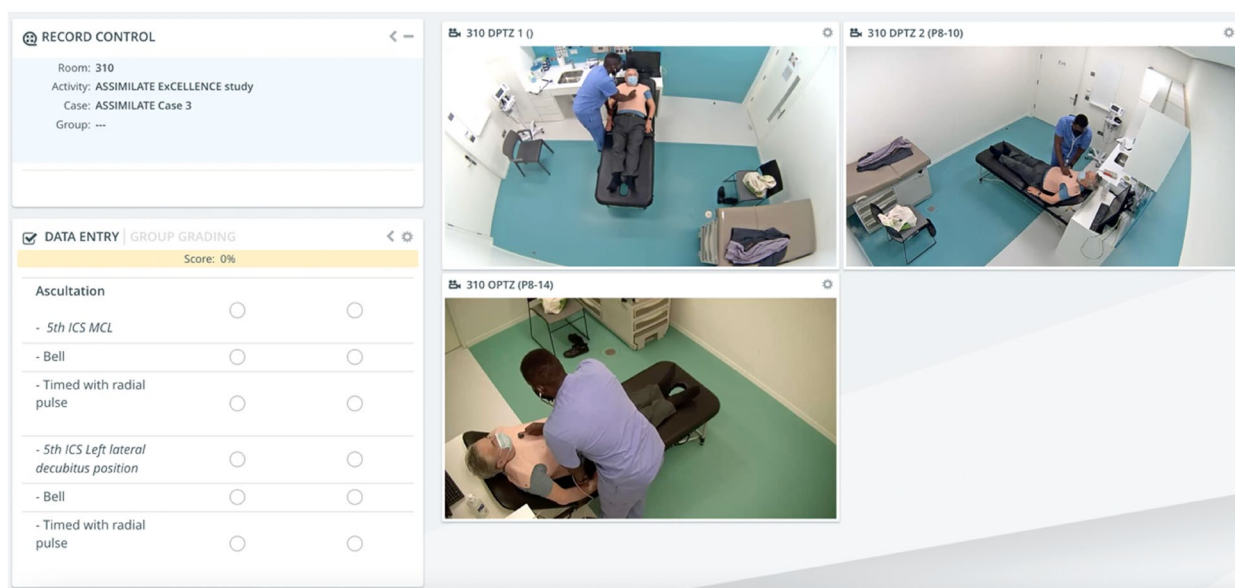 RECORD CONTROL
Room: 310
Activity: ASSIMILATE ExCELLENCE study
Case: ASSIMILATE Case 3
Group: ---
DATA ENTRY | GROUP GRADING
Score: 0%
Ascultation
- 5th ICS MCL
- Bell
- Timed with radial
pulse
- 5th ICS Left lateral
decubitus position
- Bell
- Timed with radial
pulse
310 DPTZ 1 ()
310 DPTZ 2 (P8-10)
310 OPTZ (P8-14)